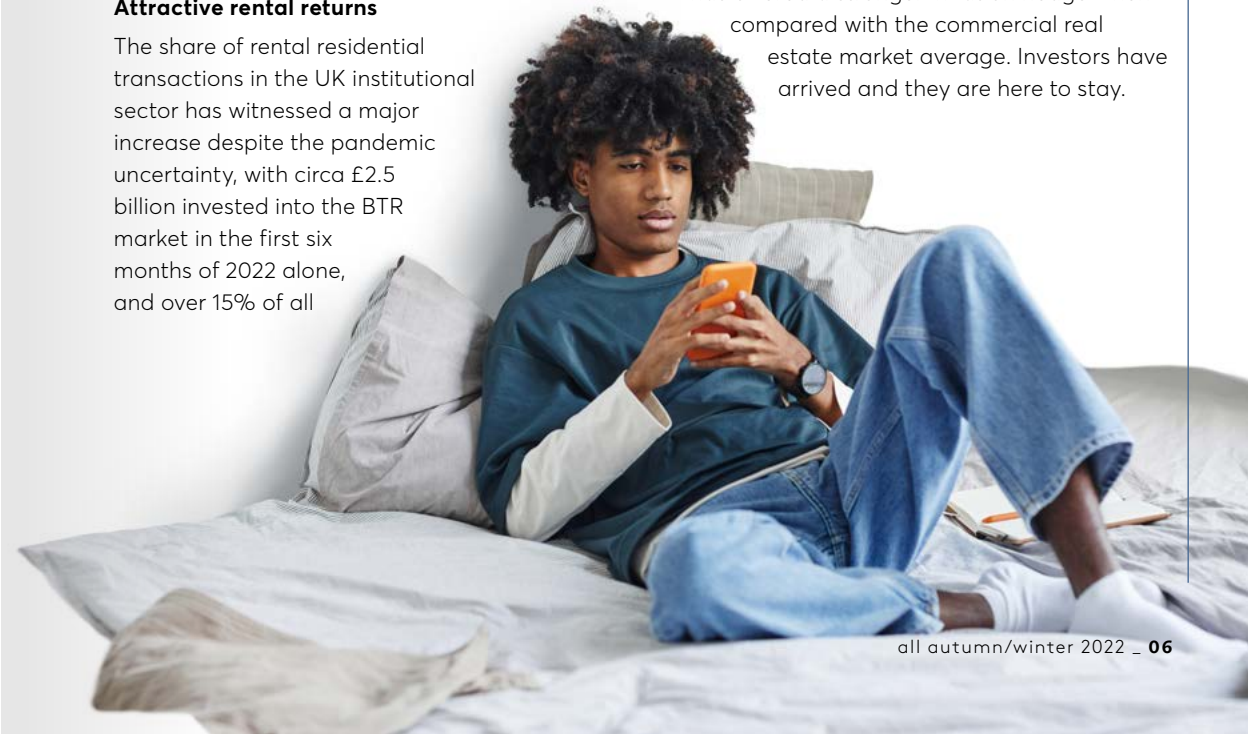 Attractive rental returns
The share of rental residential
transactions in the UK institutional
sector has witnessed a major
increase despite the pandemic
uncertainty, with circa £2.5
billion invested into the BTR
market in the first six
months of 2022 alone,
and over 15% of all
compared with the commercial real
estate market average. Investors have
arrived and they are here to stay.
all autumn/winter 2022 _ 06